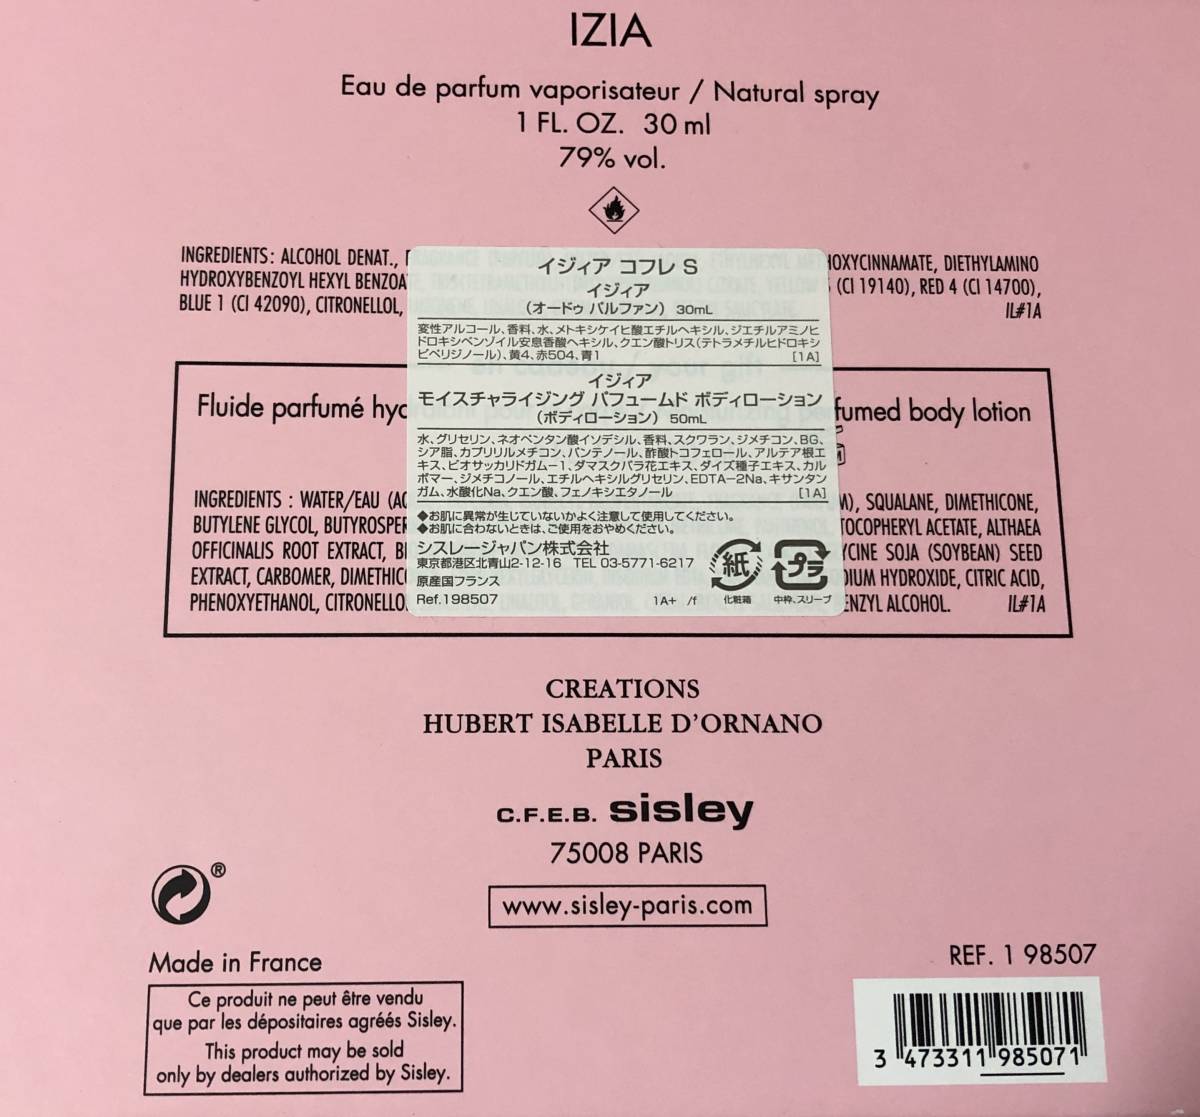 IZIA
Eau de parfum vaporisateur / Natural spray
1 FL. OZ. 30 ml
79% vol.
INGREDIENTS: ALCOHOL DENAT.,
HOXYCINNAMATE, DIETHYLAMINO
HYDROXYBENZOYL HEXYL BENZOATE,
(CI 19140), RED 4 (CI 14700),
BLUE 1 (CI 42090), CITRONELLOL,
IL#1A
イジィア コフレ S
イジィア
(オードゥ パルファン) 30mL
変性アルコール、香料、水、メトキシケイヒ酸エチルヘキシル、ジエチルアミノヒ
ドロキシベンゾイル安息香酸ヘキシル、クエン酸トリス(テトラメチルヒドロキシ
ピペリジノール)、黄4、赤504、青1 [1A]
イジィア
モイスチャライジング パフュームド ボディローション
(ボディローション) 50mL
水、グリセリン、ネオペンタン酸イソデシル、香料、スクワラン、ジメチコン、BG、
シア脂、カプリリルメチコン、パンテノール、酢酸トコフェロール、アルテア根エ
キス、ビオサッカリドガム-1、ダマスクバラ花エキス、ダイズ種子エキス、カル
ボマー、ジメチコノール、エチルヘキシルグリセリン、EDTA-2Na、キサンタン
ガム、水酸化Na、クエン酸、フェノキシエタノール [1A]
◆お肌に異常が生じていないかよく注意して使用してください。
◆お肌に合わないときは、ご使用をおやめください。
シスレージャパン株式会社
東京都港区北青山2-12-16 TEL 03-5771-6217
原産国フランス
Ref.198507 1A+ /f
紙
化粧箱
プラ
中枠、スリーブ
Fluide parfumé hyd
fumed body lotion
INGREDIENTS : WATER/EAU (AQ
M), SQUALANE, DIMETHICONE,
BUTYLENE GLYCOL, BUTYROSPER
TOCOPHERYL ACETATE, ALTHAEA
OFFICINALIS ROOT EXTRACT, BI
YCINE SOJA (SOYBEAN) SEED
EXTRACT, CARBOMER, DIMETHIC
DIUM HYDROXIDE, CITRIC ACID,
PHENOXYETHANOL, CITRONELLO
ENZYL ALCOHOL. IL#1A
CREATIONS
HUBERT ISABELLE D'ORNANO
PARIS
C.F.E.B. sisley
75008 PARIS
www.sisley-paris.com
®
Made in France
Ce produit ne peut être vendu
que par les dépositaires agréés Sisley.
This product may be sold
only by dealers authorized by Sisley.
REF. 1 98507
3 473311 985071